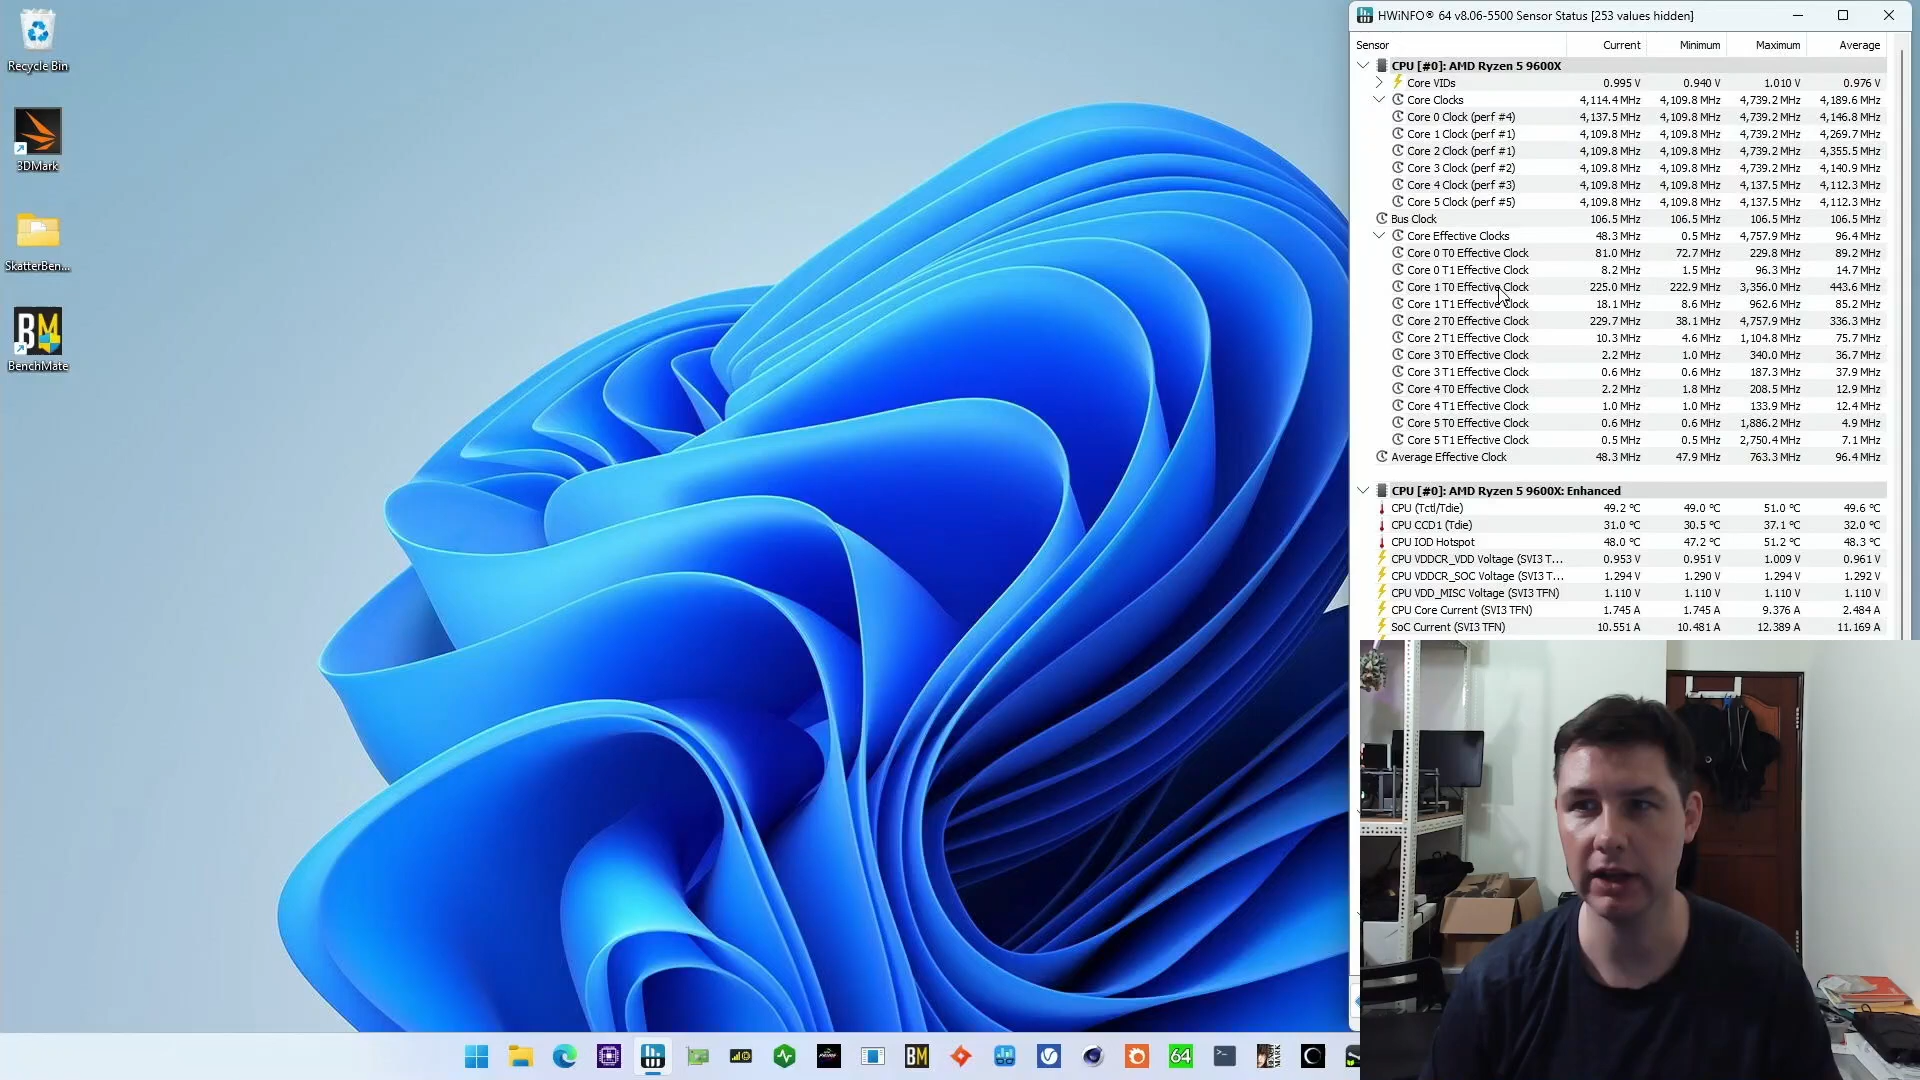 Recycle Bin
3DMark
SkatterBen...
BM
BenchMate
HWiNFO® 64 v8.06-5500 Sensor Status [253 values hidden]
Sensor Current Minimum Maximum Average
CPU [#0]: AMD Ryzen 5 9600X
Core VIDs 0.995 V 0.940 V 1.010 V 0.976 V
Core Clocks 4,114.4 MHz 4,109.8 MHz 4,739.2 MHz 4,189.6 MHz
Core 0 Clock (perf #4) 4,137.5 MHz 4,109.8 MHz 4,739.2 MHz 4,146.8 MHz
Core 1 Clock (perf #1) 4,109.8 MHz 4,109.8 MHz 4,739.2 MHz 4,269.7 MHz
Core 2 Clock (perf #1) 4,109.8 MHz 4,109.8 MHz 4,739.2 MHz 4,355.5 MHz
Core 3 Clock (perf #2) 4,109.8 MHz 4,109.8 MHz 4,739.2 MHz 4,140.9 MHz
Core 4 Clock (perf #3) 4,109.8 MHz 4,109.8 MHz 4,137.5 MHz 4,112.3 MHz
Core 5 Clock (perf #5) 4,109.8 MHz 4,109.8 MHz 4,137.5 MHz 4,112.3 MHz
Bus Clock 106.5 MHz 106.5 MHz 106.5 MHz 106.5 MHz
Core Effective Clocks 48.3 MHz 0.5 MHz 4,757.9 MHz 96.4 MHz
Core 0 T0 Effective Clock 81.0 MHz 72.7 MHz 229.8 MHz 89.2 MHz
Core 0 T1 Effective Clock 8.2 MHz 1.5 MHz 96.3 MHz 14.7 MHz
Core 1 T0 Effective Clock 225.0 MHz 222.9 MHz 3,356.0 MHz 443.6 MHz
Core 1 T1 Effective Clock 18.1 MHz 8.6 MHz 962.6 MHz 85.2 MHz
Core 2 T0 Effective Clock 229.7 MHz 38.1 MHz 4,757.9 MHz 336.3 MHz
Core 2 T1 Effective Clock 10.3 MHz 4.6 MHz 1,104.8 MHz 75.7 MHz
Core 3 T0 Effective Clock 2.2 MHz 1.0 MHz 340.0 MHz 36.7 MHz
Core 3 T1 Effective Clock 0.6 MHz 0.6 MHz 187.3 MHz 37.9 MHz
Core 4 T0 Effective Clock 2.2 MHz 1.8 MHz 208.5 MHz 12.9 MHz
Core 4 T1 Effective Clock 1.0 MHz 1.0 MHz 133.9 MHz 12.4 MHz
Core 5 T0 Effective Clock 0.6 MHz 0.6 MHz 1,886.2 MHz 4.9 MHz
Core 5 T1 Effective Clock 0.5 MHz 0.5 MHz 2,750.4 MHz 7.1 MHz
Average Effective Clock 48.3 MHz 47.9 MHz 763.3 MHz 96.4 MHz
CPU [#0]: AMD Ryzen 5 9600X: Enhanced
CPU (Tctl/Tdie) 49.2 °C 49.0 °C 51.0 °C 49.6 °C
CPU CCD1 (Tdie) 31.0 °C 30.5 °C 37.1 °C 32.0 °C
CPU IOD Hotspot 48.0 °C 47.2 °C 51.2 °C 48.3 °C
CPU VDDCR_VDD Voltage (SVI3 T... 0.953 V 0.951 V 1.009 V 0.961 V
CPU VDDCR_SOC Voltage (SVI3 T... 1.294 V 1.290 V 1.294 V 1.292 V
CPU VDD_MISC Voltage (SVI3 TFN) 1.110 V 1.110 V 1.110 V 1.110 V
CPU Core Current (SVI3 TFN) 1.745 A 1.745 A 9.376 A 2.484 A
SoC Current (SVI3 TFN) 10.551 A 10.481 A 12.389 A 11.169 A
BM
64